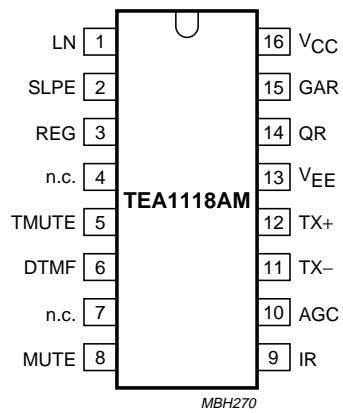 LN 1 16 VCC
SLPE 2 15 GAR
REG 3 14 QR
n.c. 4 13 VEE
TEA1118AM
TMUTE 5 12 TX+
DTMF 6 11 TX−
n.c. 7 10 AGC
MUTE 8 9 IR
MBH270